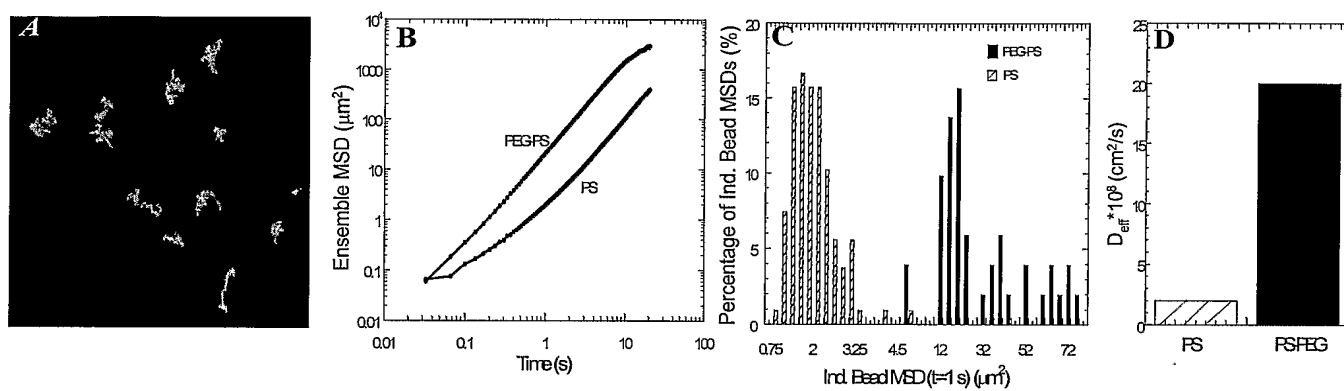 A
B
Ensemble MSD (μm²)
10⁴
1000
100
10
1
0.1
0.01
PEG-PS
PS
0.01
0.1
1
10
100
Time (s)
C
Percentage of Ind. Bead MSDs (%)
20
15
10
5
0
PEG-PS
PS
0.75
2
3.25
4.5
12
32
52
72
Ind. Bead MSD (t=1 s) (μm²)
D
D_eff*10⁸ (cm²/s)
25
20
15
10
5
0
PS
PS-PEG